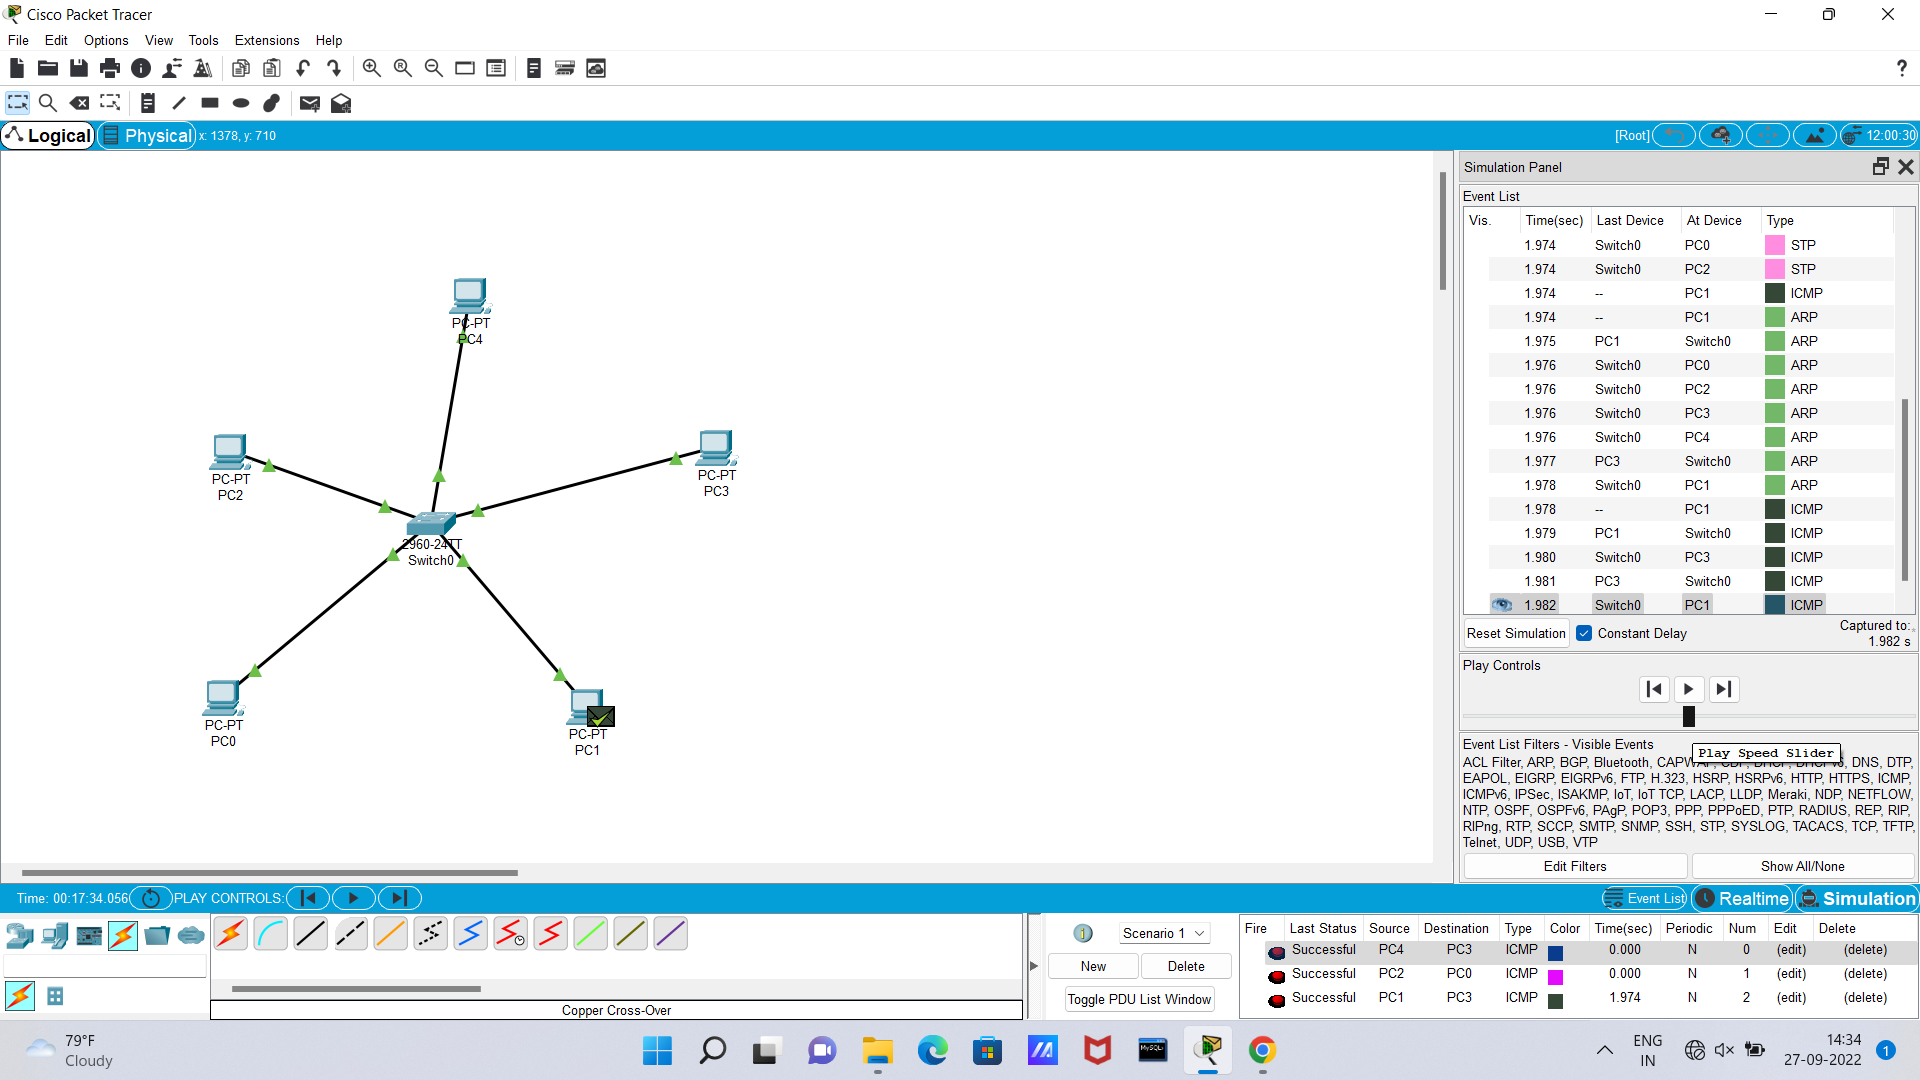 Cisco Packet Tracer
File Edit Options View Tools Extensions Help
Logical Physical x: 1378, y: 710 [Root] 12:00:30
PC-PT
PC4
PC-PT
PC2
PC-PT
PC3
2960-24TT
Switch0
PC-PT
PC0
PC-PT
PC1
Simulation Panel
Event List
Vis. Time(sec) Last Device At Device Type
1.974 Switch0 PC0 STP
1.974 Switch0 PC2 STP
1.974 -- PC1 ICMP
1.974 -- PC1 ARP
1.975 PC1 Switch0 ARP
1.976 Switch0 PC0 ARP
1.976 Switch0 PC2 ARP
1.976 Switch0 PC3 ARP
1.976 Switch0 PC4 ARP
1.977 PC3 Switch0 ARP
1.978 Switch0 PC1 ARP
1.978 -- PC1 ICMP
1.979 PC1 Switch0 ICMP
1.980 Switch0 PC3 ICMP
1.981 PC3 Switch0 ICMP
1.982 Switch0 PC1 ICMP
Reset Simulation Constant Delay Captured to:
1.982 s
Play Controls
Event List Filters - Visible Events
Play Speed Slider
ACL Filter, ARP, BGP, Bluetooth, DNS, DTP,
EAPOL, EIGRP, EIGRPv6, FTP, H.323, HSRP, HSRPv6, HTTP, HTTPS, ICMP,
ICMPv6, IPSec, ISAKMP, IoT, IoT TCP, LACP, LLDP, Meraki, NDP, NETFLOW,
NTP, OSPF, OSPFv6, PAgP, POP3, PPP, PPPoED, PTP, RADIUS, REP, RIP,
RIPng, RTP, SCCP, SMTP, SNMP, SSH, STP, SYSLOG, TACACS, TCP, TFTP,
Telnet, UDP, USB, VTP
Edit Filters Show All/None
Time: 00:17:34.056 PLAY CONTROLS: Event List Realtime Simulation
Copper Cross-Over
Scenario 1
New Delete
Toggle PDU List Window
Fire Last Status Source Destination Type Color Time(sec) Periodic Num Edit Delete
Successful PC4 PC3 ICMP 0.000 N 0 (edit) (delete)
Successful PC2 PC0 ICMP 0.000 N 1 (edit) (delete)
Successful PC1 PC3 ICMP 1.974 N 2 (edit) (delete)
79°F
Cloudy
MySQL
ENG
IN
14:34
27-09-2022
1